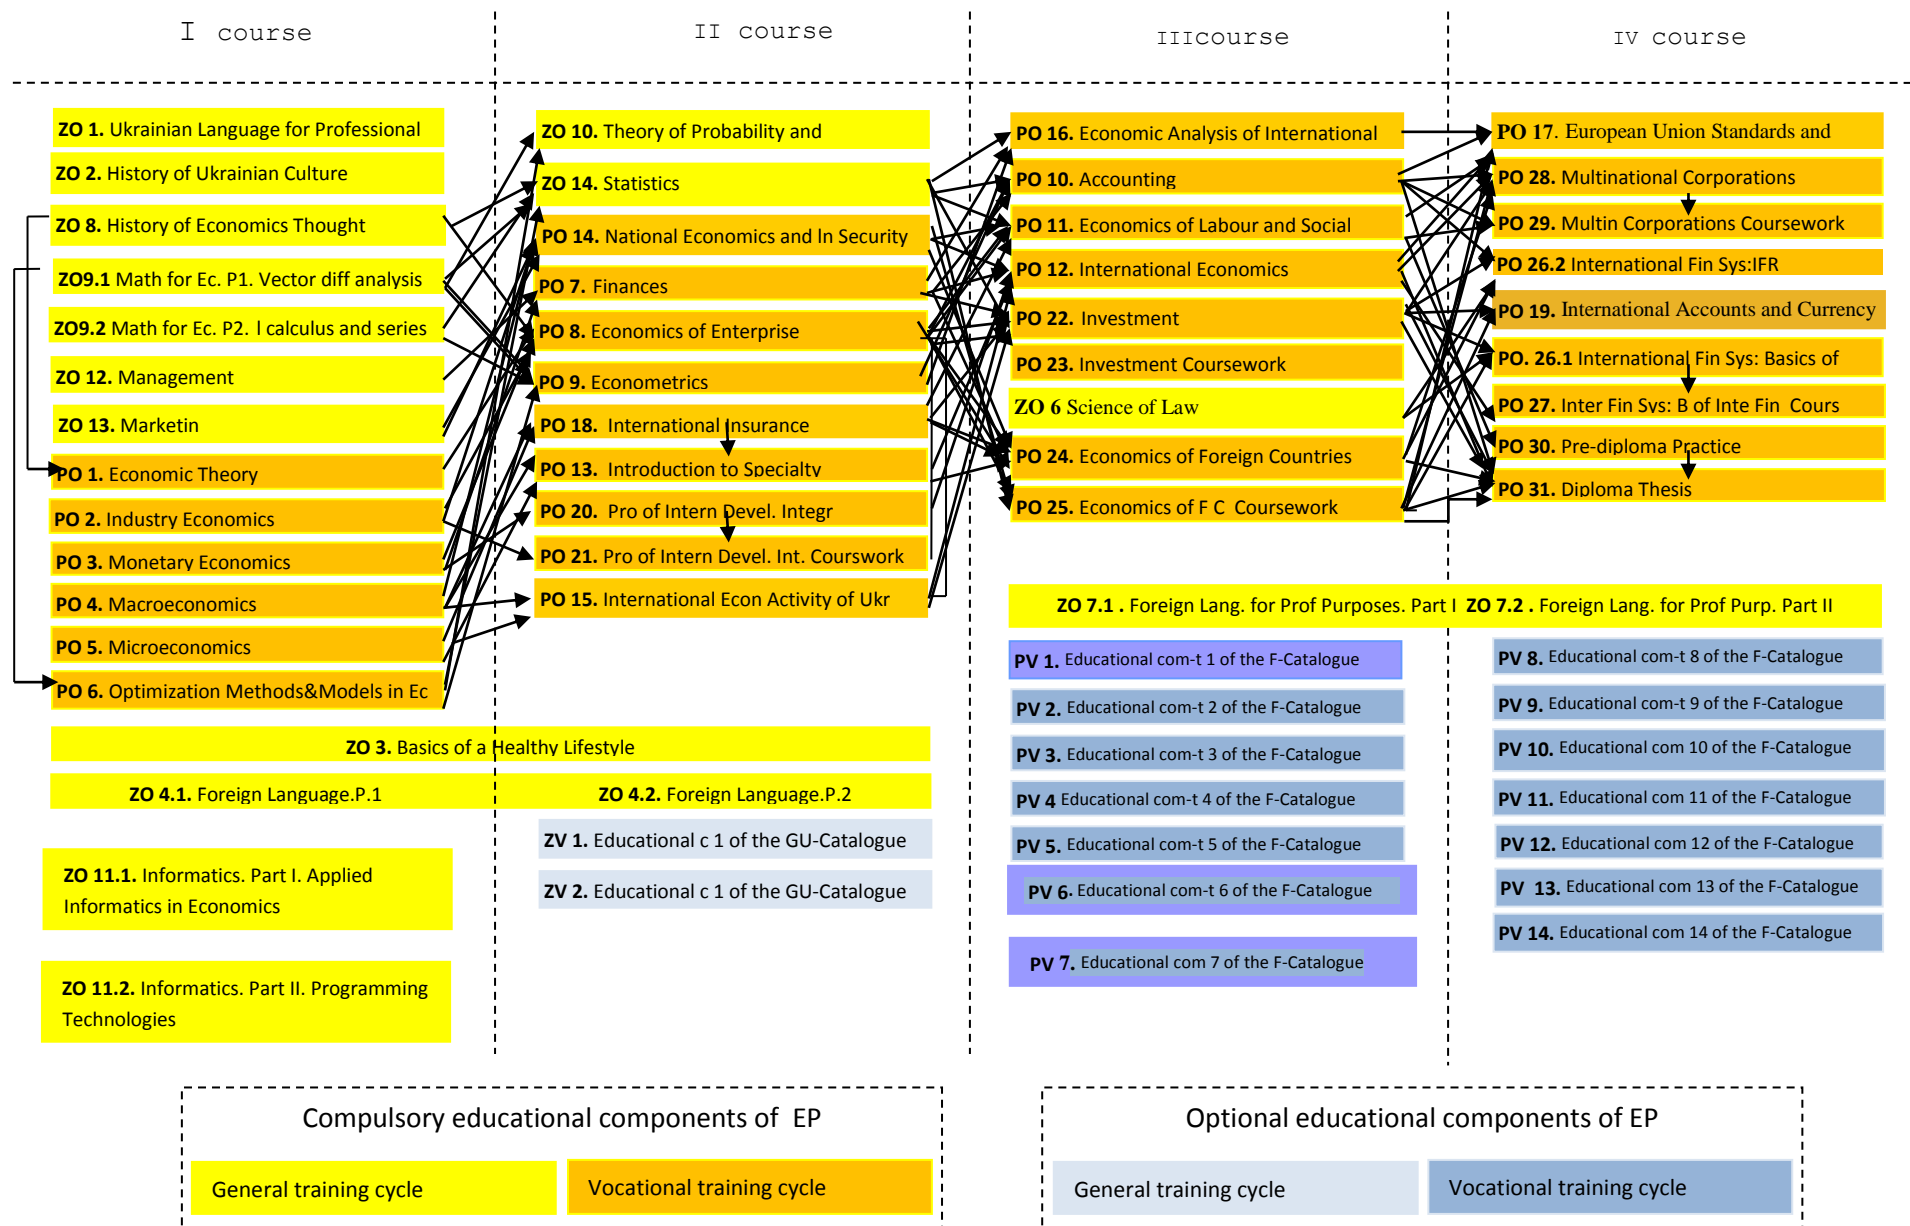 I course
II course
IIIcourse
IV course
ZO 1. Ukrainian Language for Professional
ZO 2. History of Ukrainian Culture
ZO 8. History of Economics Thought
ZO9.1 Math for Ec. P1. Vector diff analysis
ZO9.2 Math for Ec. P2. I calculus and series
ZO 12. Management
ZO 13. Marketin
PO 1. Economic Theory
PO 2. Industry Economics
PO 3. Monetary Economics
PO 4. Macroeconomics
PO 5. Microeconomics
PO 6. Optimization Methods&Models in Ec
ZO 10. Theory of Probability and
ZO 14. Statistics
PO 14. National Economics and In Security
PO 7. Finances
PO 8. Economics of Enterprise
PO 9. Econometrics
PO 18. International Insurance
PO 13. Introduction to Specialty
PO 20. Pro of Intern Devel. Integr
PO 21. Pro of Intern Devel. Int. Courswork
PO 15. International Econ Activity of Ukr
PO 16. Economic Analysis of International
PO 10. Accounting
PO 11. Economics of Labour and Social
PO 12. International Economics
PO 22. Investment
PO 23. Investment Coursework
ZO 6 Science of Law
PO 24. Economics of Foreign Countries
PO 25. Economics of F C Coursework
PO 17. European Union Standards and
PO 28. Multinational Corporations
PO 29. Multin Corporations Coursework
PO 26.2 International Fin Sys:IFR
PO 19. International Accounts and Currency
PO. 26.1 International Fin Sys: Basics of
PO 27. Inter Fin Sys: B of Inte Fin Cours
PO 30. Pre-diploma Practice
PO 31. Diploma Thesis
ZO 3. Basics of a Healthy Lifestyle
ZO 4.1. Foreign Language.P.1
ZO 4.2. Foreign Language.P.2
ZO 7.1 . Foreign Lang. for Prof Purposes. Part I
ZO 7.2 . Foreign Lang. for Prof Purp. Part II
ZO 11.1. Informatics. Part I. Applied
Informatics in Economics
ZO 11.2. Informatics. Part II. Programming
Technologies
ZV 1. Educational c 1 of the GU-Catalogue
ZV 2. Educational c 1 of the GU-Catalogue
PV 1. Educational com-t 1 of the F-Catalogue
PV 2. Educational com-t 2 of the F-Catalogue
PV 3. Educational com-t 3 of the F-Catalogue
PV 4 Educational com-t 4 of the F-Catalogue
PV 5. Educational com-t 5 of the F-Catalogue
PV 6. Educational com-t 6 of the F-Catalogue
PV 7. Educational com 7 of the F-Catalogue
PV 8. Educational com-t 8 of the F-Catalogue
PV 9. Educational com-t 9 of the F-Catalogue
PV 10. Educational com 10 of the F-Catalogue
PV 11. Educational com 11 of the F-Catalogue
PV 12. Educational com 12 of the F-Catalogue
PV 13. Educational com 13 of the F-Catalogue
PV 14. Educational com 14 of the F-Catalogue
Compulsory educational components of EP
General training cycle
Vocational training cycle
Optional educational components of EP
General training cycle
Vocational training cycle